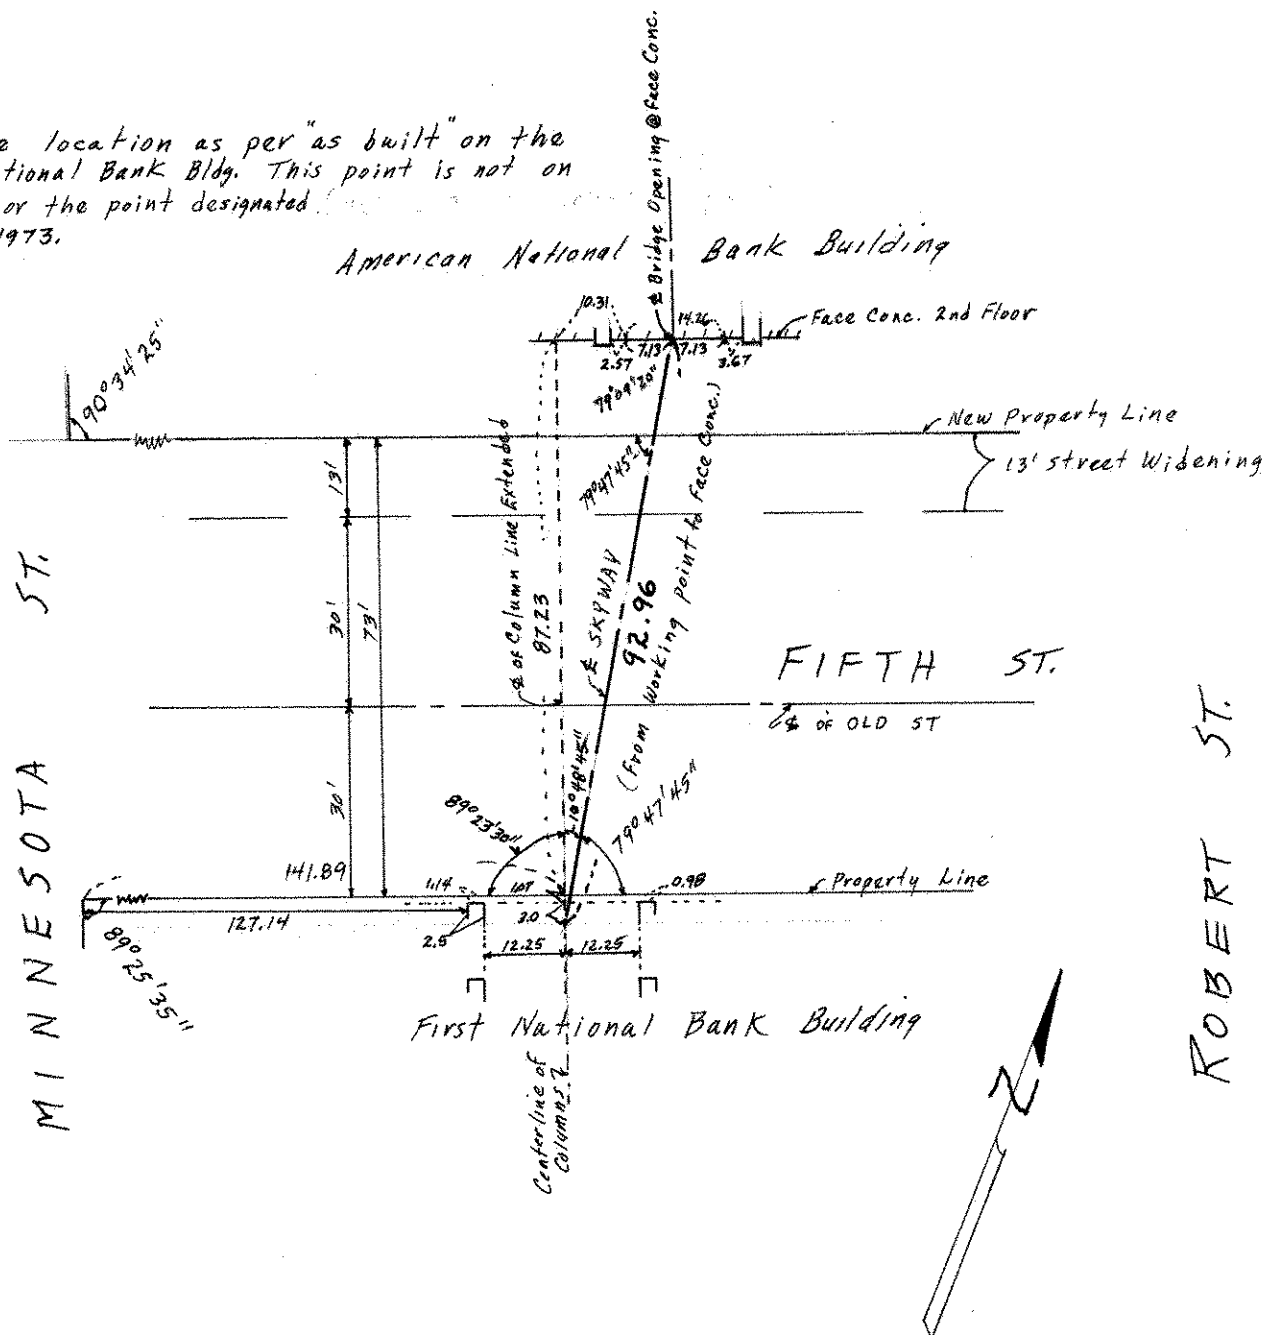 location as per "as built" on the
tional Bank Bldg. This point is not on
or the point designated
1973.
℄ Bridge Opening @ Face Conc.
American National Bank Building
10.31
14.26
Face Conc. 2nd Floor
2.57
7.13
7.13
3.67
79°09'20"
90°34'25"
New Property Line
13' Street Widening
79°47'45"
13'
℄ of Column Line Extended
87.23
℄ SKYWAY
92.96
(From Working point to Face Conc.)
30'
73'
FIFTH ST.
℄ OF OLD ST
MINNESOTA ST.
ROBERT ST.
30'
10°48'45"
89°23'30"
79°47'45"
141.89
1.14
1.07
0.98
Property Line
127.14
2.5
2.0
12.25
12.25
89°25'35"
First National Bank Building
Centerline of
Columns